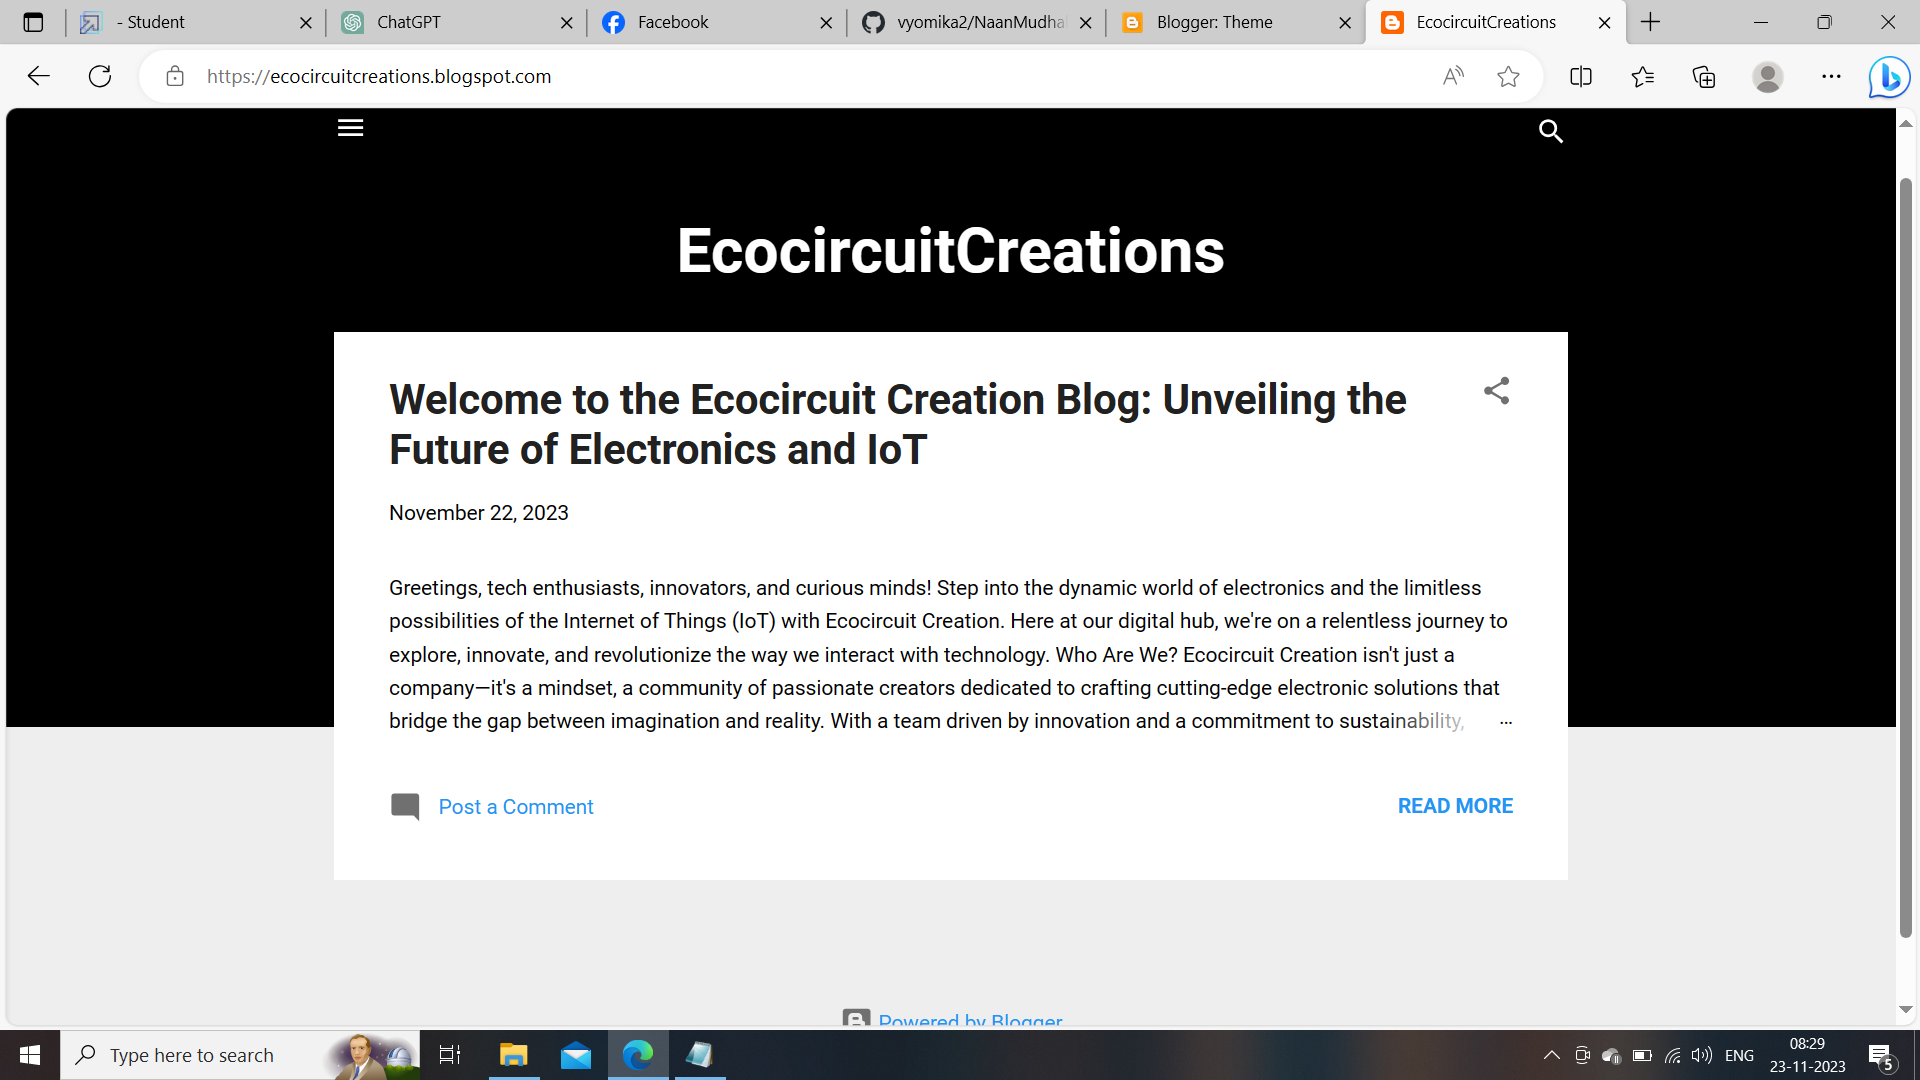 - Student
ChatGPT
Facebook
vyomika2/NaanMudha
Blogger: Theme
EcocircuitCreations
https://ecocircuitcreations.blogspot.com
EcocircuitCreations
Welcome to the Ecocircuit Creation Blog: Unveiling the
Future of Electronics and IoT
November 22, 2023
Greetings, tech enthusiasts, innovators, and curious minds! Step into the dynamic world of electronics and the limitless
possibilities of the Internet of Things (IoT) with Ecocircuit Creation. Here at our digital hub, we're on a relentless journey to
explore, innovate, and revolutionize the way we interact with technology. Who Are We? Ecocircuit Creation isn't just a
company—it's a mindset, a community of passionate creators dedicated to crafting cutting-edge electronic solutions that
bridge the gap between imagination and reality. With a team driven by innovation and a commitment to sustainability, ...
Post a Comment
READ MORE
Powered by Blogger
Type here to search
ENG
08:29
23-11-2023
5